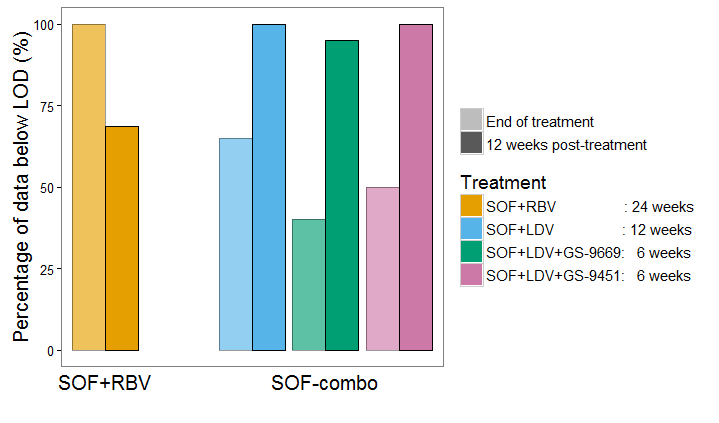 Percentage of data below LOD (%)
100
75
50
25
0
SOF+RBV
SOF-combo
End of treatment
12 weeks post-treatment
Treatment
SOF+RBV : 24 weeks
SOF+LDV : 12 weeks
SOF+LDV+GS-9669: 6 weeks
SOF+LDV+GS-9451: 6 weeks